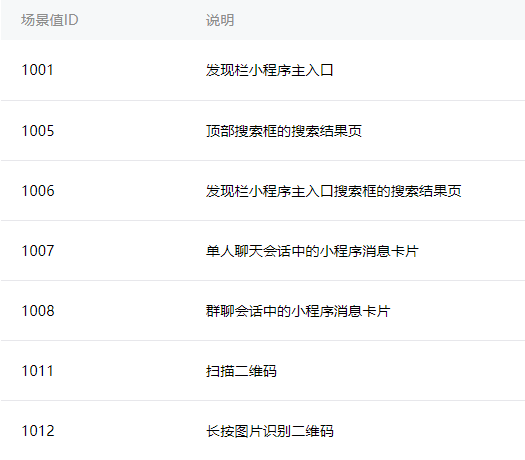 场景值ID 说明
1001 发现栏小程序主入口
1005 顶部搜索框的搜索结果页
1006 发现栏小程序主入口搜索框的搜索结果页
1007 单人聊天会话中的小程序消息卡片
1008 群聊会话中的小程序消息卡片
1011 扫描二维码
1012 长按图片识别二维码